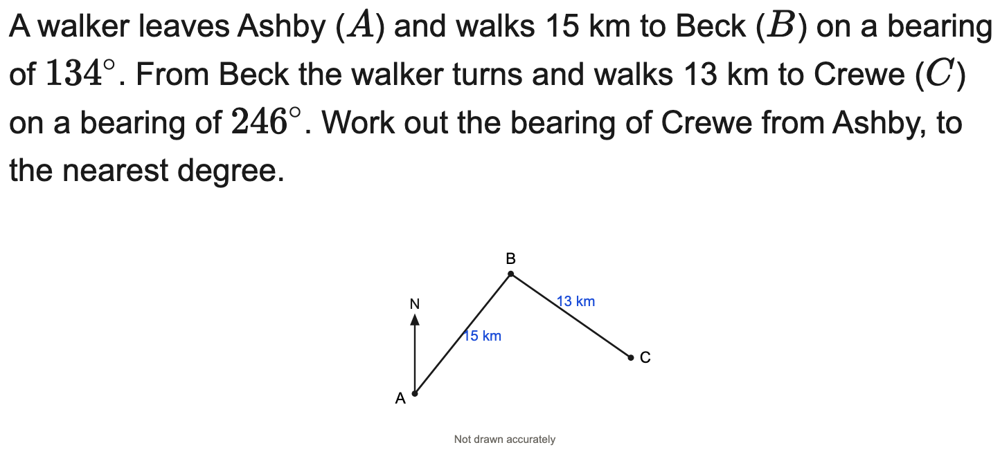 A walker leaves Ashby (A) and walks 15 km to Beck (B) on a bearing
of 134°. From Beck the walker turns and walks 13 km to Crewe (C)
on a bearing of 246°. Work out the bearing of Crewe from Ashby, to
the nearest degree.
B
N
13 km
15 km
C
A
Not drawn accurately